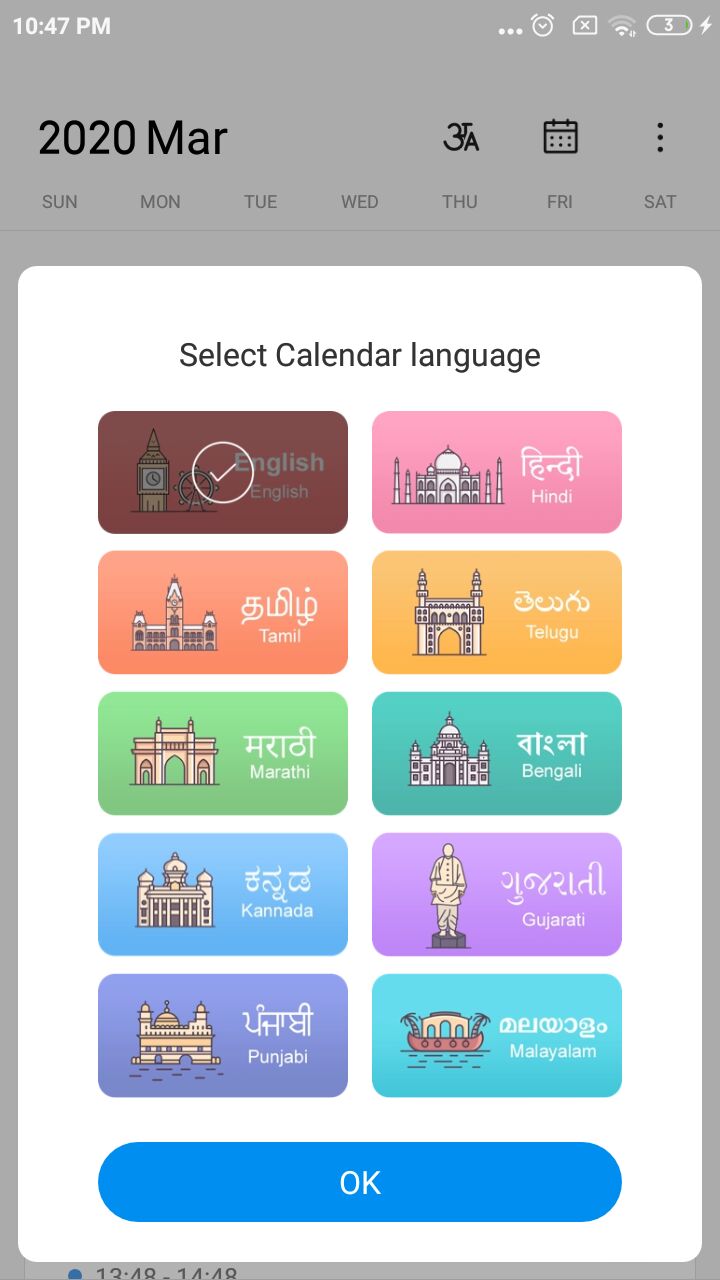 10:47 PM
3
2020 Mar
SUN MON TUE WED THU FRI SAT
Select Calendar language
English
English
हिन्दी
Hindi
தமிழ்
Tamil
తెలుగు
Telugu
मराठी
Marathi
বাংলা
Bengali
ಕನ್ನಡ
Kannada
ગુજરાતી
Gujarati
ਪੰਜਾਬੀ
Punjabi
മലയാളം
Malayalam
OK
13:48 - 14:48